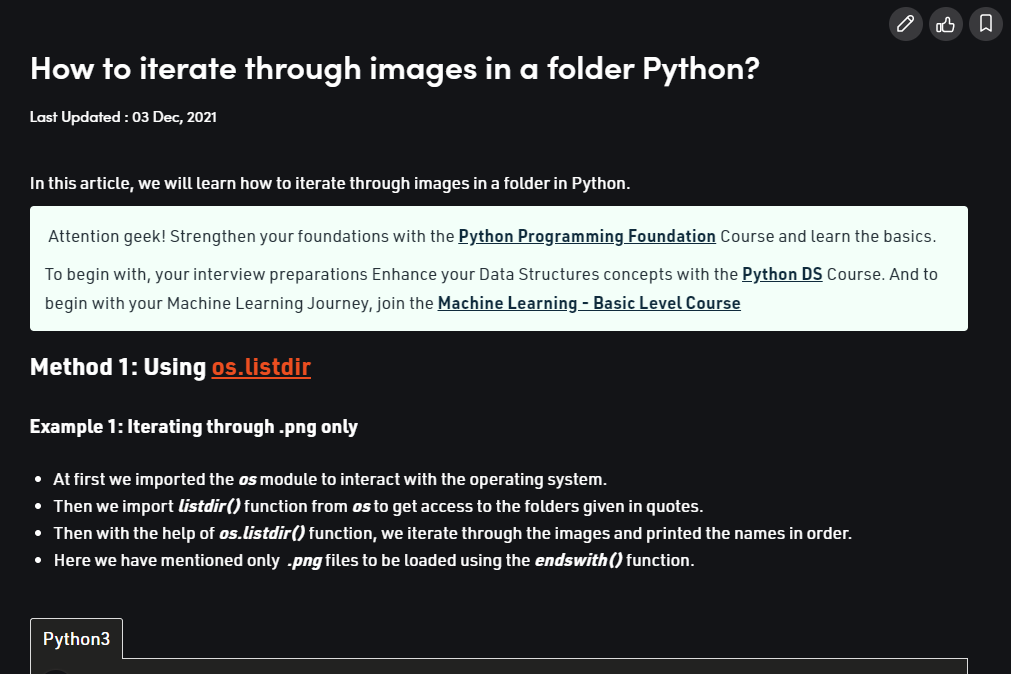 How to iterate through images in a folder Python?
Last Updated : 03 Dec, 2021
In this article, we will learn how to iterate through images in a folder in Python.
Attention geek! Strengthen your foundations with the Python Programming Foundation Course and learn the basics.
To begin with, your interview preparations Enhance your Data Structures concepts with the Python DS Course. And to
begin with your Machine Learning Journey, join the Machine Learning - Basic Level Course
Method 1: Using os.listdir
Example 1: Iterating through .png only
• At first we imported the os module to interact with the operating system.
• Then we import listdir() function from os to get access to the folders given in quotes.
• Then with the help of os.listdir() function, we iterate through the images and printed the names in order.
• Here we have mentioned only .png files to be loaded using the endswith() function.
Python3